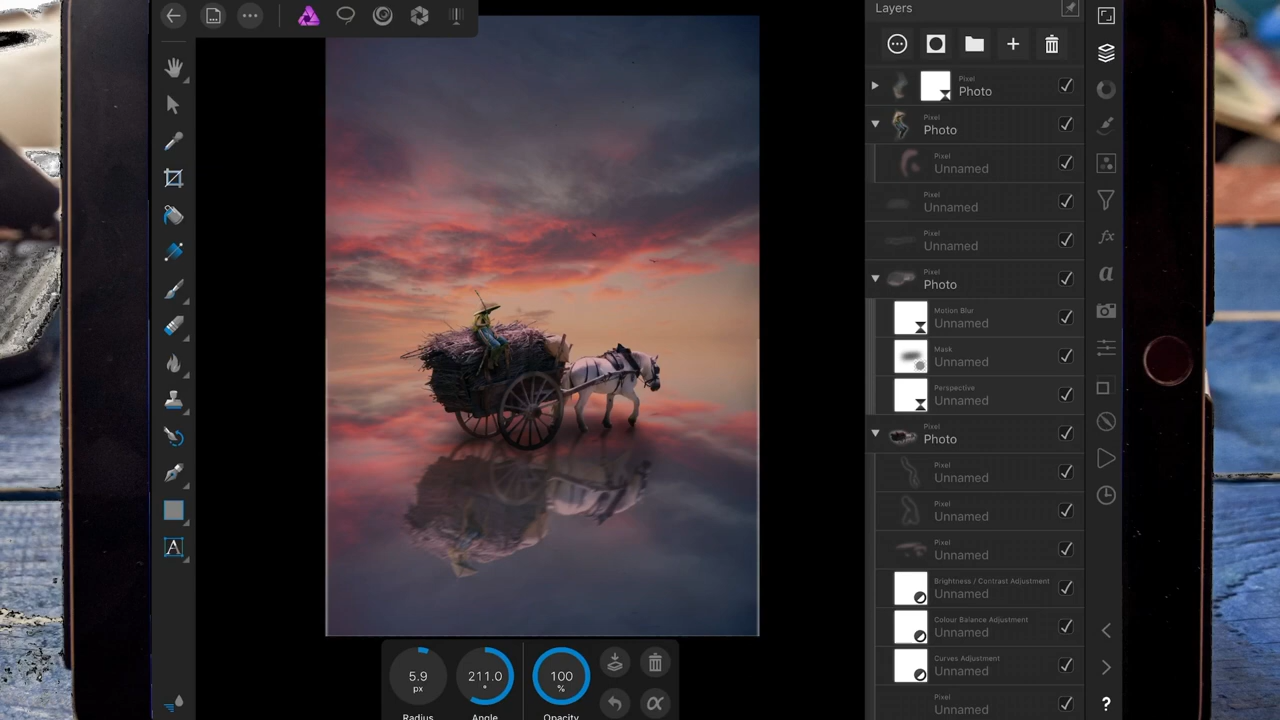 Layers
Pixel
Photo
Pixel
Photo
Pixel
Unnamed
Pixel
Unnamed
Pixel
Unnamed
Pixel
Photo
Motion Blur
Unnamed
Mask
Unnamed
Perspective
Unnamed
Pixel
Photo
Pixel
Unnamed
Pixel
Unnamed
Pixel
Unnamed
Brightness / Contrast Adjustment
Unnamed
Colour Balance Adjustment
Unnamed
Curves Adjustment
Unnamed
Pixel
Unnamed
fx
a
A
?
5.9
px
Radius
211.0
°
Angle
100
%
Opacity
α